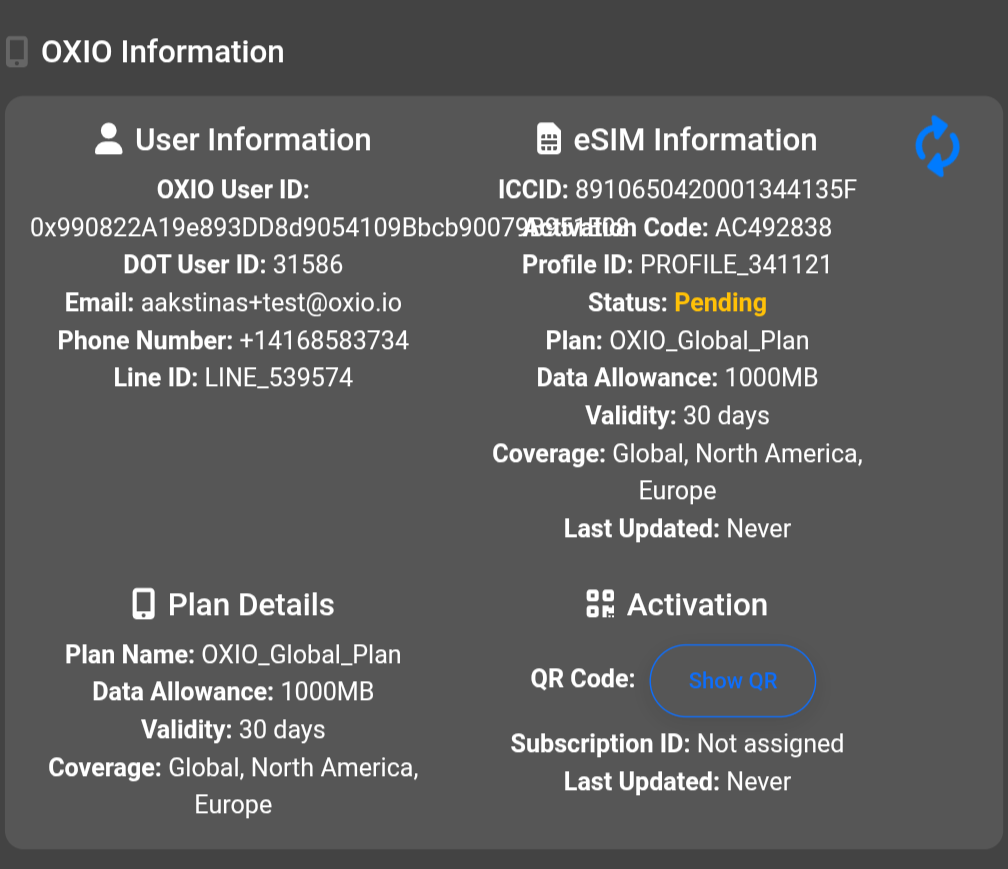 OXIO Information
User Information
OXIO User ID:
DOT User ID: 31586
Email: aakstinas+test@oxio.io
Phone Number: +14168583734
Line ID: LINE_539574
eSIM Information
ICCID: 8910650420001344135F
Activation Code: AC492838
Profile ID: PROFILE_341121
Status: Pending
Plan: OXIO_Global_Plan
Data Allowance: 1000MB
Validity: 30 days
Coverage: Global, North America,
Europe
Last Updated: Never
Plan Details
Plan Name: OXIO_Global_Plan
Data Allowance: 1000MB
Validity: 30 days
Coverage: Global, North America,
Europe
Activation
QR Code: Show QR
Subscription ID: Not assigned
Last Updated: Never